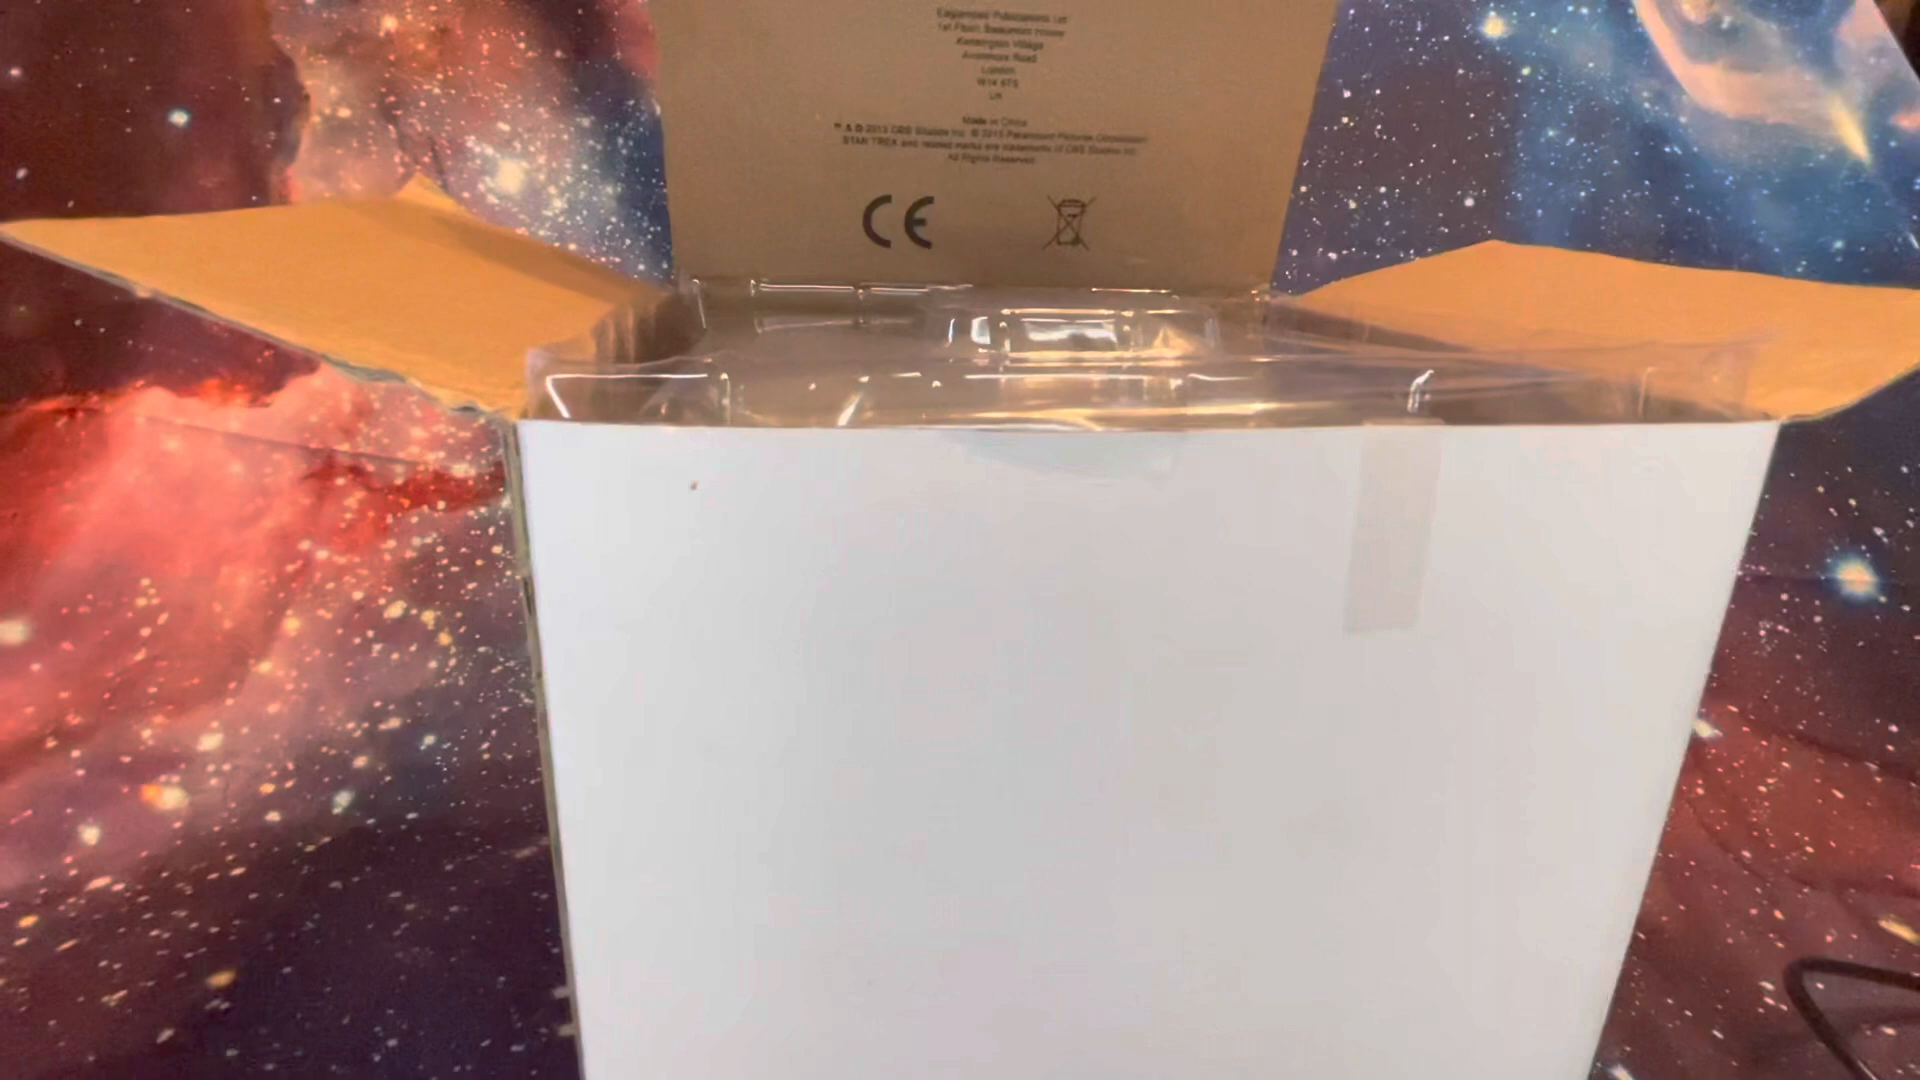 Eaglemoss Publications Ltd
1st Floor, Beaumont House
Kensington Village
Avonmore Road
London
W14 8TS
UK
Made in China
™ & © 2013 CBS Studios Inc. © 2013 Paramount Pictures Corporation.
STAR TREK and related marks are trademarks of CBS Studios Inc.
All Rights Reserved.
CE